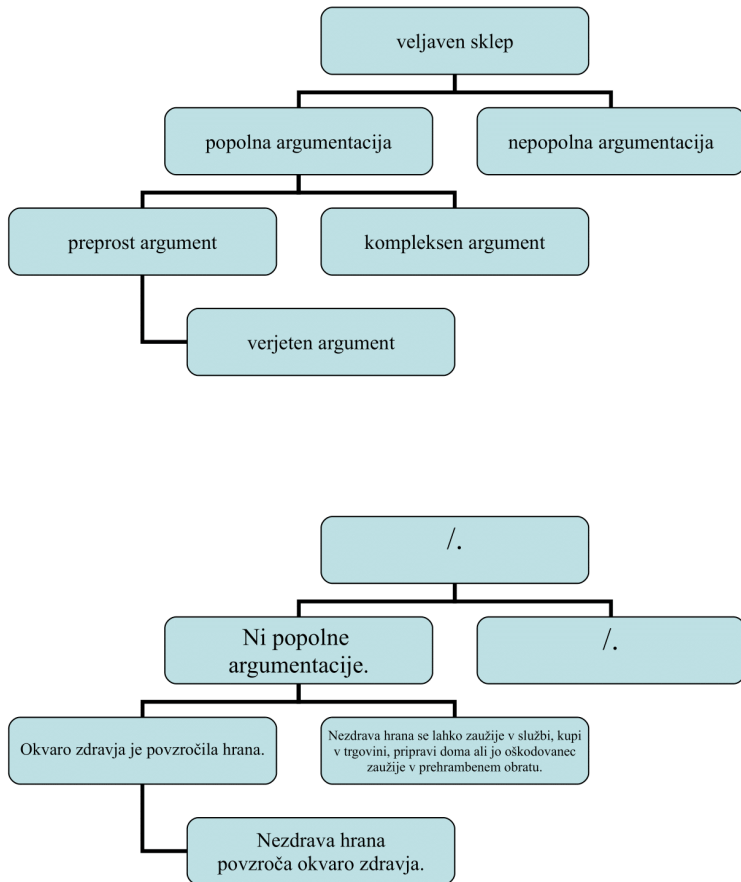 veljaven sklep
popolna argumentacija
nepopolna argumentacija
preprost argument
kompleksen argument
verjeten argument
/.
Ni popolne
argumentacije.
/.
Okvaro zdravja je povzročila hrana.
Nezdrava hrana se lahko zaužije v službi, kupi
v trgovini, pripravi doma ali jo oškodovanec
zaužije v prehrambenem obratu.
Nezdrava hrana
povzroča okvaro zdravja.